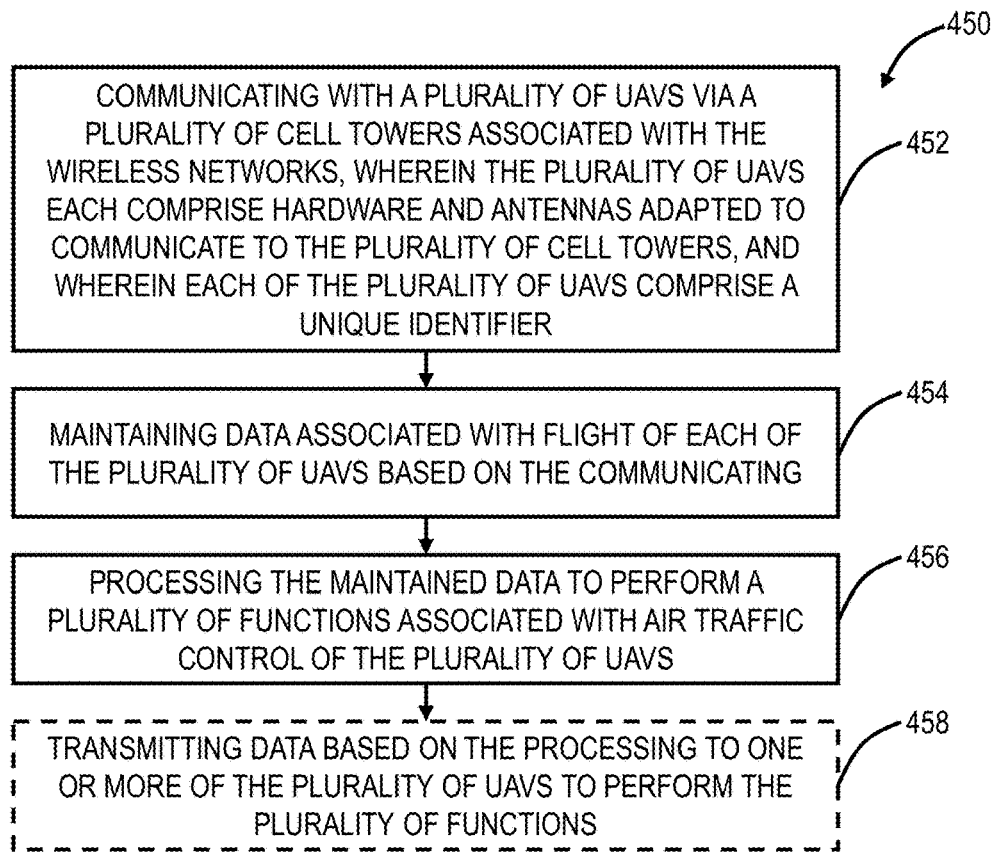 450
COMMUNICATING WITH A PLURALITY OF UAVS VIA A
PLURALITY OF CELL TOWERS ASSOCIATED WITH THE
WIRELESS NETWORKS, WHEREIN THE PLURALITY OF UAVS
EACH COMPRISE HARDWARE AND ANTENNAS ADAPTED TO
COMMUNICATE TO THE PLURALITY OF CELL TOWERS, AND
WHEREIN EACH OF THE PLURALITY OF UAVS COMPRISE A
UNIQUE IDENTIFIER
452
MAINTAINING DATA ASSOCIATED WITH FLIGHT OF EACH OF
THE PLURALITY OF UAVS BASED ON THE COMMUNICATING
454
PROCESSING THE MAINTAINED DATA TO PERFORM A
PLURALITY OF FUNCTIONS ASSOCIATED WITH AIR TRAFFIC
CONTROL OF THE PLURALITY OF UAVS
456
TRANSMITTING DATA BASED ON THE PROCESSING TO ONE
OR MORE OF THE PLURALITY OF UAVS TO PERFORM THE
PLURALITY OF FUNCTIONS
458